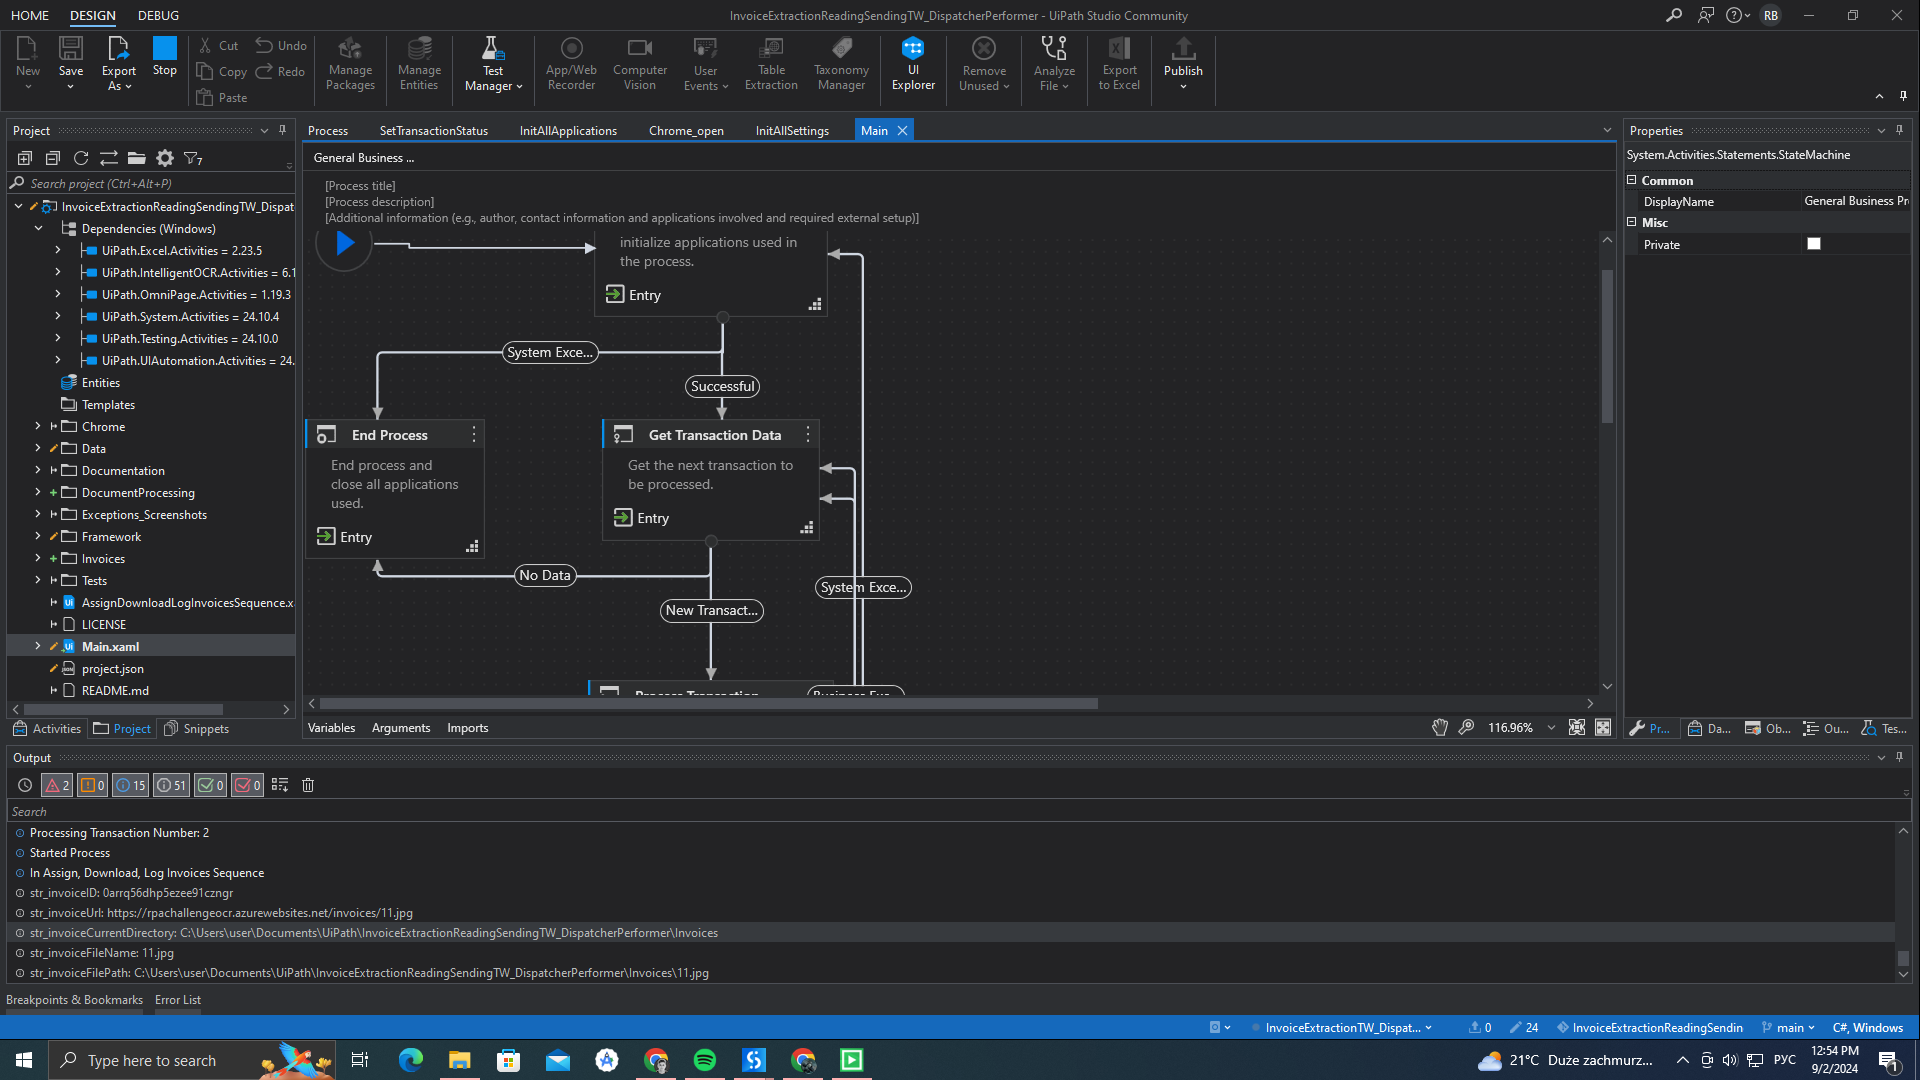 HOME DESIGN DEBUG
InvoiceExtractionReadingSendingTW_DispatcherPerformer - UiPath Studio Community
RB
New
Save
Export As
Stop
Cut
Copy
Paste
Undo
Redo
Manage Packages
Manage Entities
Test Manager
App/Web Recorder
Computer Vision
User Events
Table Extraction
Taxonomy Manager
UI Explorer
Remove Unused
Analyze File
Export to Excel
Publish
Project
7
Search project (Ctrl+Alt+P)
InvoiceExtractionReadingSendingTW_Dispat
Dependencies (Windows)
UiPath.Excel.Activities = 2.23.5
UiPath.IntelligentOCR.Activities = 6.1
UiPath.OmniPage.Activities = 1.19.3
UiPath.System.Activities = 24.10.4
UiPath.Testing.Activities = 24.10.0
UiPath.UIAutomation.Activities = 24.
Entities
Templates
Chrome
Data
Documentation
DocumentProcessing
Exceptions_Screenshots
Framework
Invoices
Tests
AssignDownloadLogInvoicesSequence.x
LICENSE
Main.xaml
project.json
README.md
Activities Project Snippets
Process SetTransactionStatus InitAllApplications Chrome_open InitAllSettings Main
General Business ...
[Process title]
[Process description]
[Additional information (e.g., author, contact information and applications involved and required external setup)]
initialize applications used in
the process.
Entry
System Exce...
Successful
End Process
End process and
close all applications
used.
Entry
Get Transaction Data
Get the next transaction to
be processed.
Entry
No Data
New Transact...
System Exce...
Process Transaction
Business Exc...
Variables Arguments Imports
116.96%
Properties
System.Activities.Statements.StateMachine
Common
DisplayName General Business Pr
Misc
Private
Pr... Da... Ob... Ou... Tes...
Output
2 0 15 51 0 0
Search
Processing Transaction Number: 2
Started Process
In Assign, Download, Log Invoices Sequence
str_invoiceID: 0arrq56dhp5ezee91czngr
str_invoiceUrl: https://rpachallengeocr.azurewebsites.net/invoices/11.jpg
str_invoiceCurrentDirectory: C:\Users\user\Documents\UiPath\InvoiceExtractionReadingSendingTW_DispatcherPerformer\Invoices
str_invoiceFileName: 11.jpg
str_invoiceFilePath: C:\Users\user\Documents\UiPath\InvoiceExtractionReadingSendingTW_DispatcherPerformer\Invoices\11.jpg
Breakpoints & Bookmarks Error List
InvoiceExtractionTW_Dispat... 0 24 InvoiceExtractionReadingSendin main C#, Windows
Type here to search
21°C Duże zachmurz...
РУС
12:54 PM
9/2/2024
1